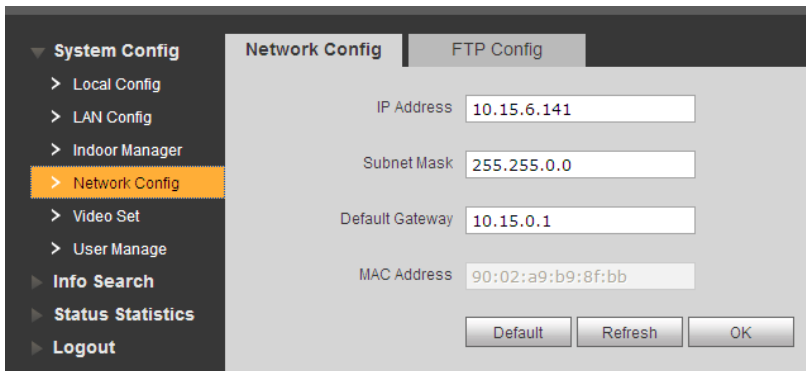 System Config
Local Config
LAN Config
Indoor Manager
Network Config
Video Set
User Manage
Info Search
Status Statistics
Logout
Network Config
FTP Config
IP Address 10.15.6.141
Subnet Mask 255.255.0.0
Default Gateway 10.15.0.1
MAC Address 90:02:a9:b9:8f:bb
Default Refresh OK